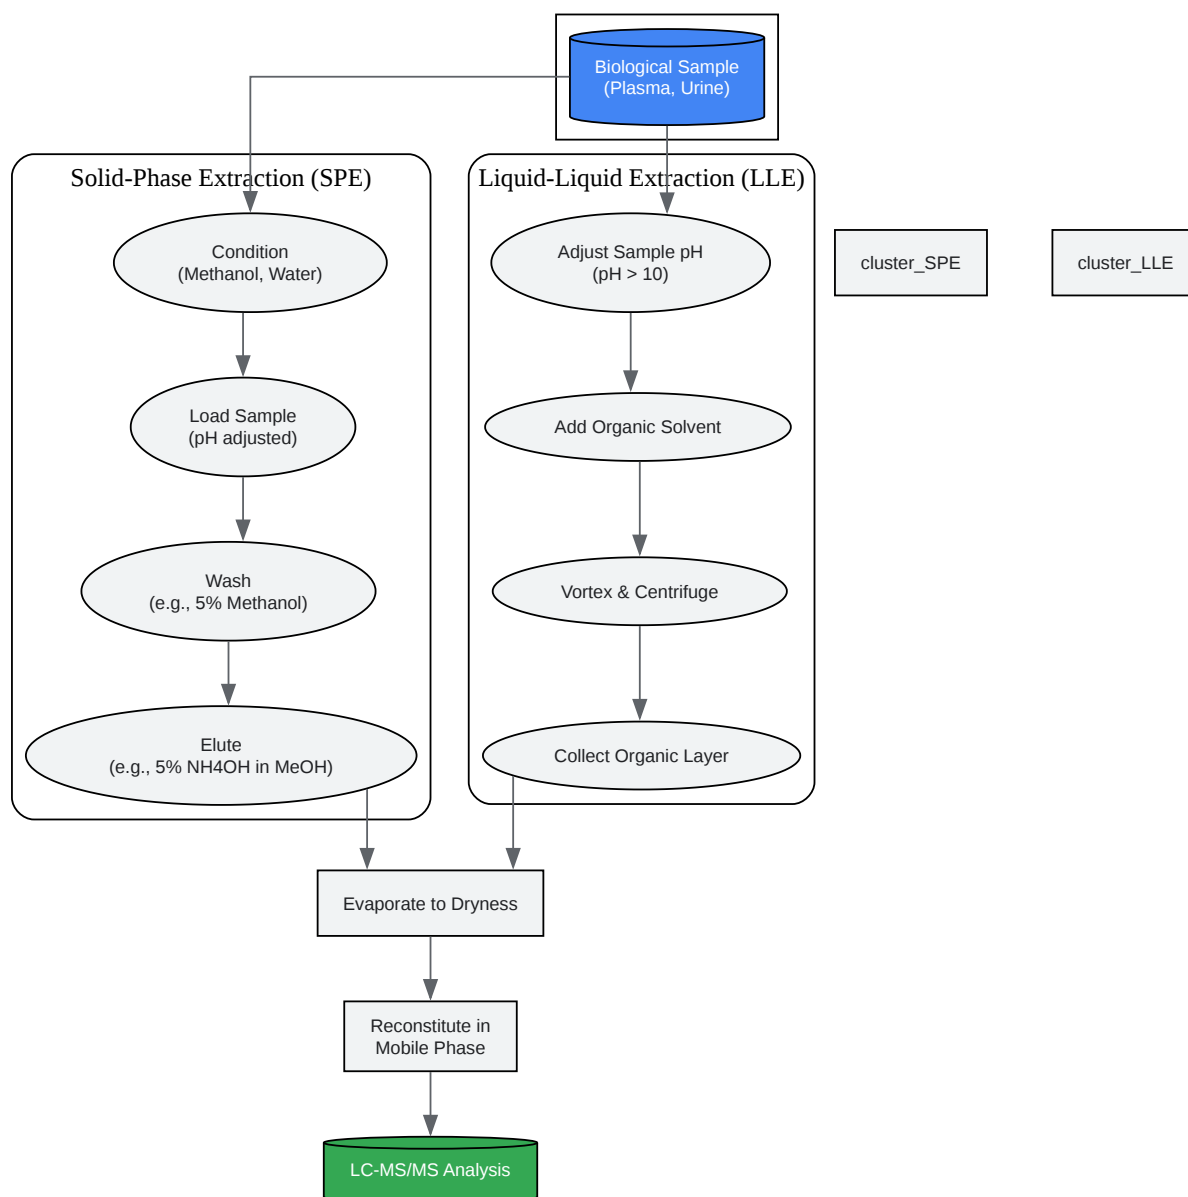 Biological Sample
(Plasma, Urine)
Solid-Phase Extraction (SPE)
Condition
(Methanol, Water)
Load Sample
(pH adjusted)
Wash
(e.g., 5% Methanol)
Elute
(e.g., 5% NH4OH in MeOH)
Liquid-Liquid Extraction (LLE)
Adjust Sample pH
(pH > 10)
Add Organic Solvent
Vortex & Centrifuge
Collect Organic Layer
cluster_SPE
cluster_LLE
Evaporate to Dryness
Reconstitute in
Mobile Phase
LC-MS/MS Analysis